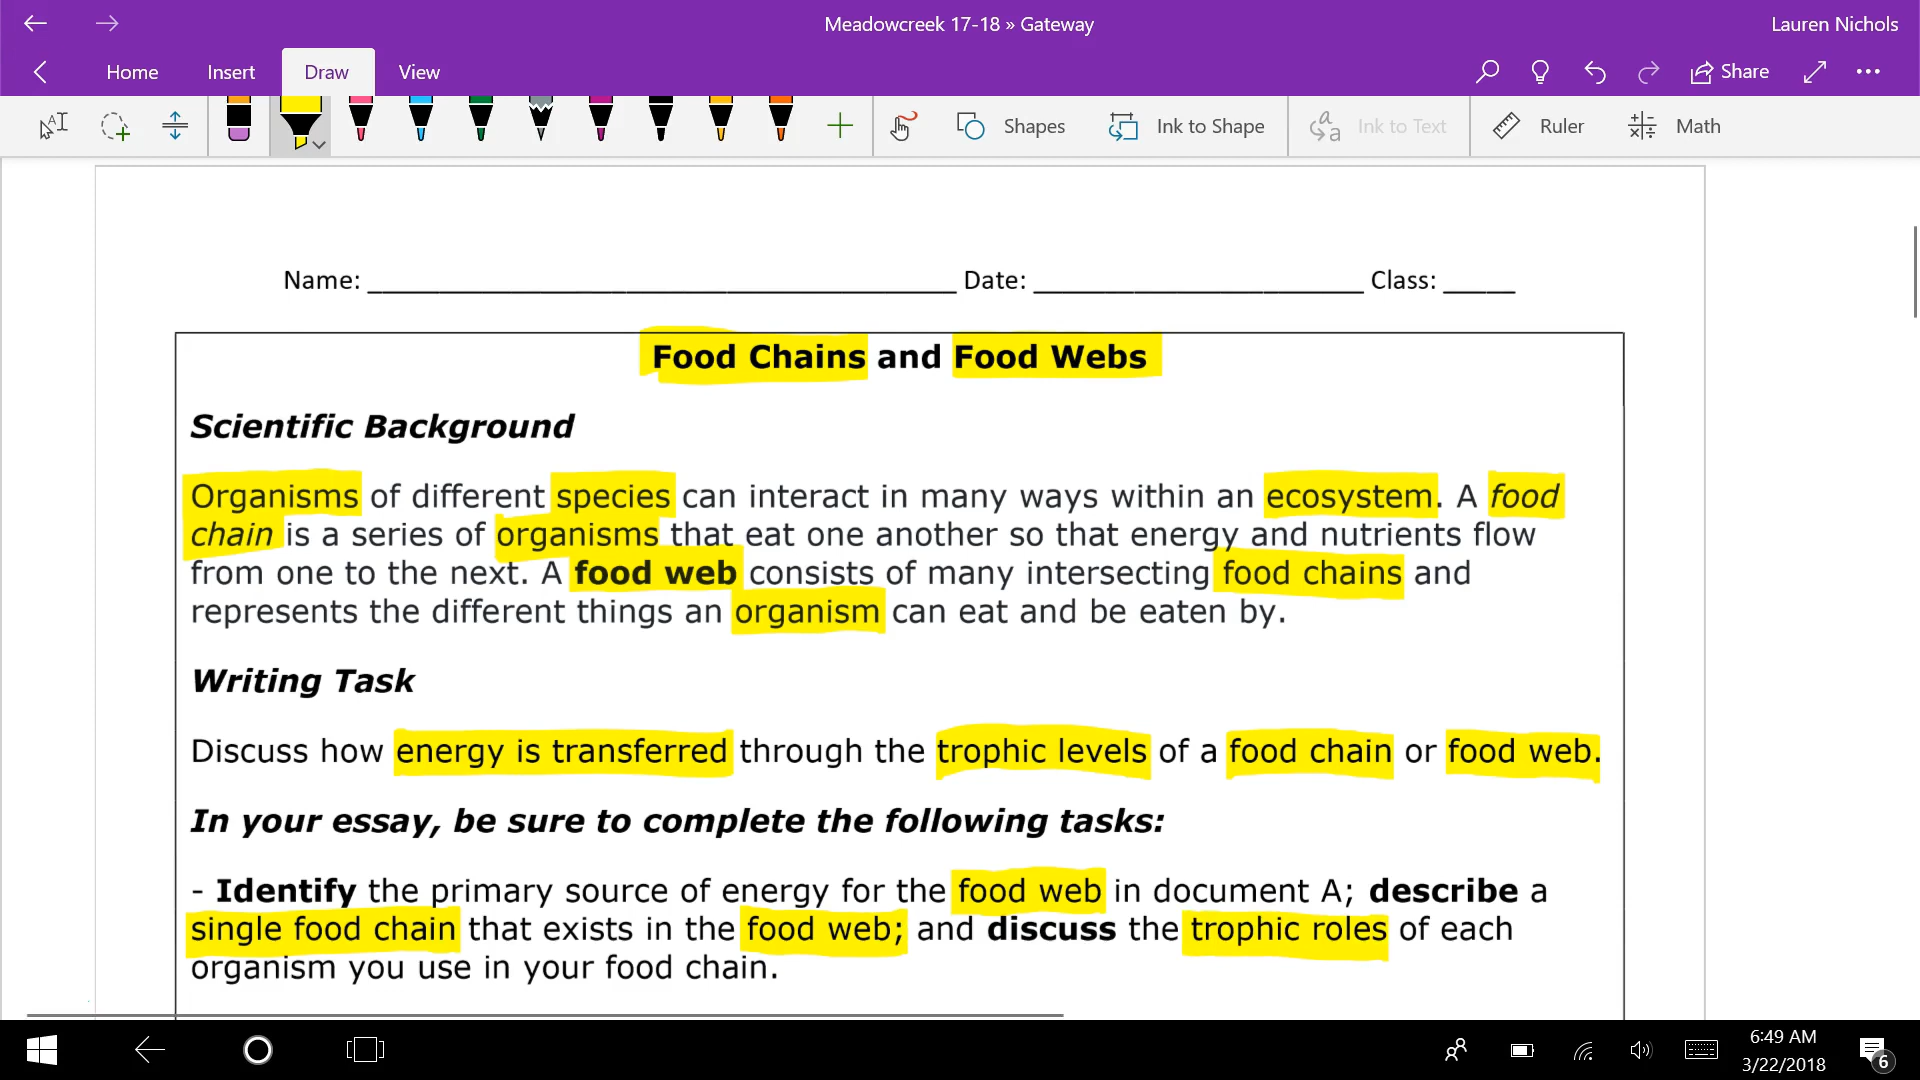 Meadowcreek 17-18 » Gateway
Lauren Nichols
Home Insert Draw View
Share
Shapes Ink to Shape Ink to Text Ruler Math
Name: __________ Date: __________ Class: _____
Food Chains and Food Webs
Scientific Background
Organisms of different species can interact in many ways within an ecosystem. A food
chain is a series of organisms that eat one another so that energy and nutrients flow
from one to the next. A food web consists of many intersecting food chains and
represents the different things an organism can eat and be eaten by.
Writing Task
Discuss how energy is transferred through the trophic levels of a food chain or food web.
In your essay, be sure to complete the following tasks:
- Identify the primary source of energy for the food web in document A; describe a
single food chain that exists in the food web; and discuss the trophic roles of each
organism you use in your food chain.
6:49 AM
3/22/2018
6